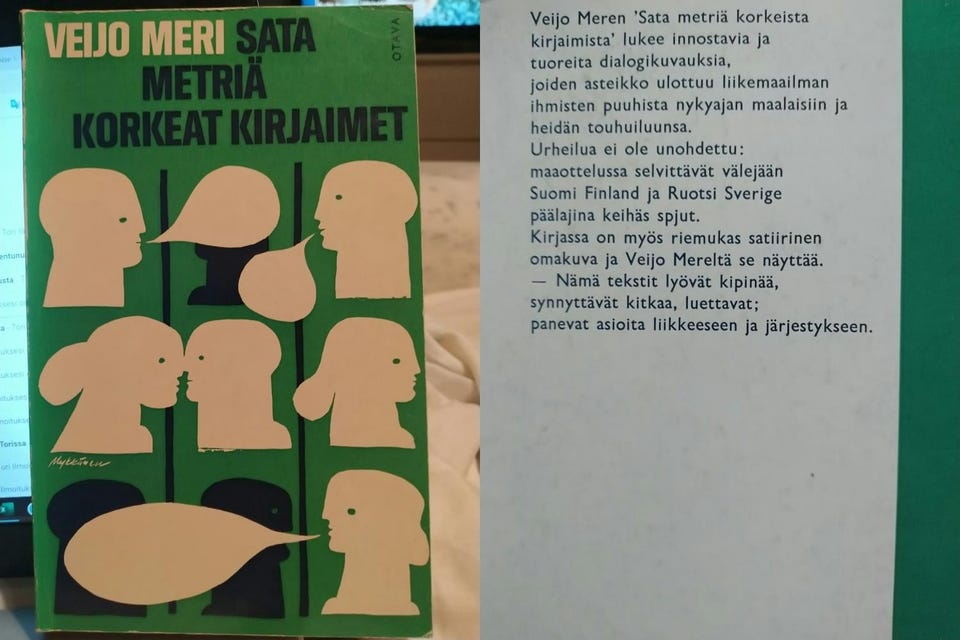 VEIJO MERI SATA
METRIÄ
KORKEAT KIRJAIMET
OTAVA
Mykkänen
Torissa
Veijo Meren ’Sata metriä korkeista
kirjaimista’ lukee innostavia ja
tuoreita dialogikuvauksia,
joiden asteikko ulottuu liikemaailman
ihmisten puuhista nykyajan maalaisiin ja
heidän touhuiluunsa.
Urheilua ei ole unohdettu:
maaottelussa selvittävät välejään
Suomi Finland ja Ruotsi Sverige
päälajina keihäs spjut.
Kirjassa on myös riemukas satiirinen
omakuva ja Veijo Mereltä se näyttää.
— Nämä tekstit lyövät kipinää,
synnyttävät kitkaa, luettavat;
panevat asioita liikkeeseen ja järjestykseen.